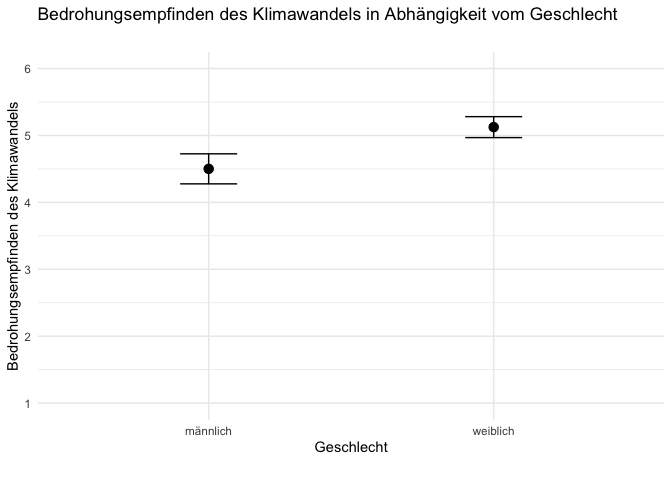 Bedrohungsempfinden des Klimawandels in Abhängigkeit vom Geschlecht
Bedrohungsempfinden des Klimawandels
6
5
4
3
2
1
männlich
weiblich
Geschlecht